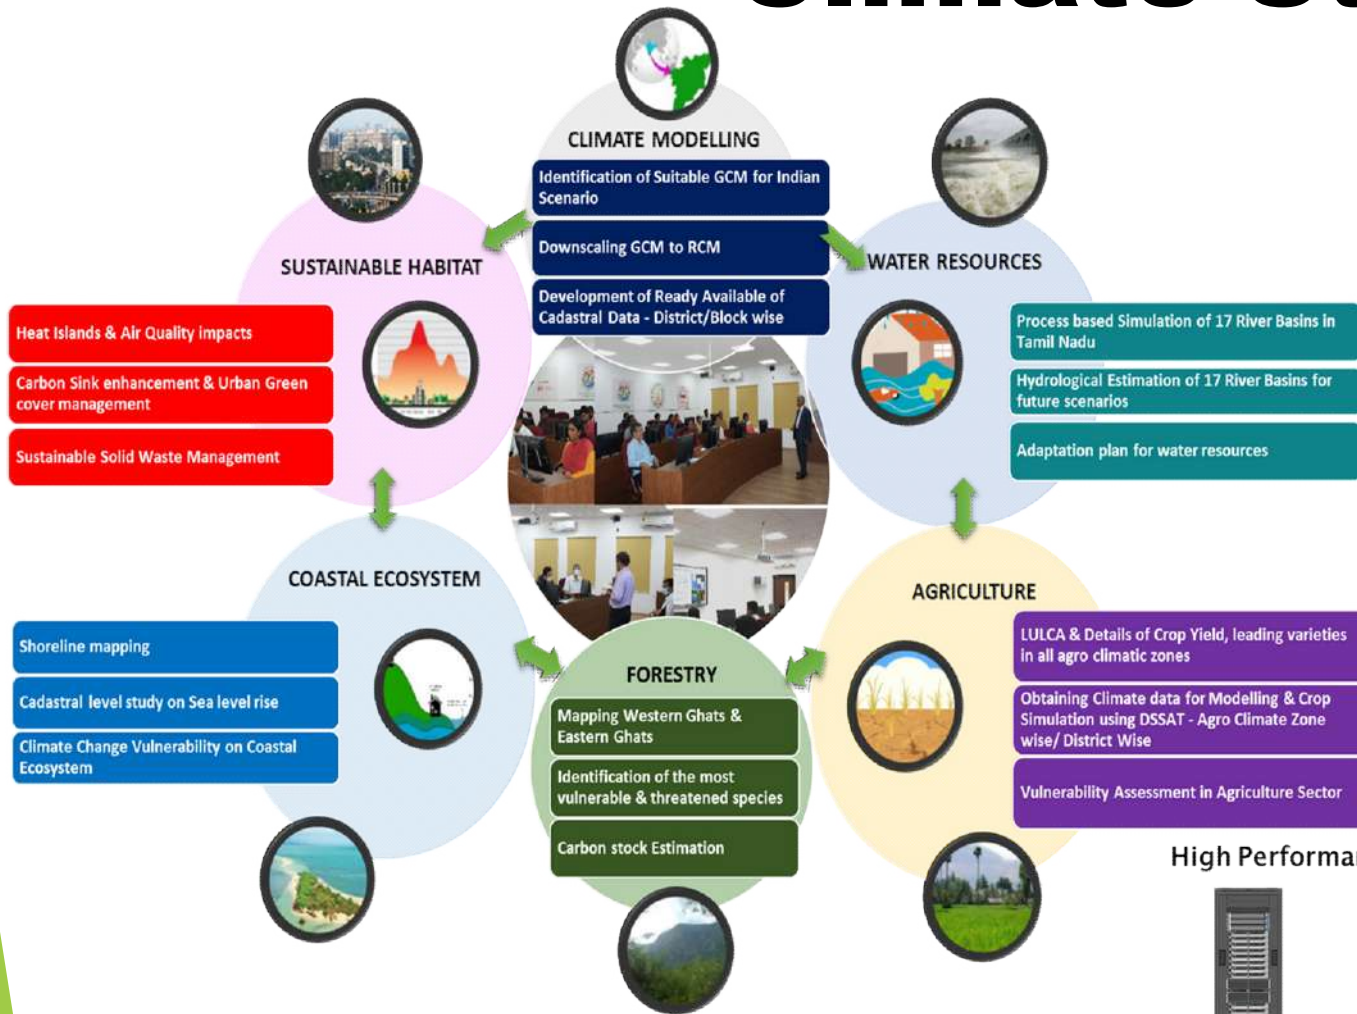 CLIMATE MODELLING
Identification of Suitable GCM for Indian
Scenario
Downscaling GCM to RCM
Development of Ready Available of
Cadastral Data - District/Block wise
SUSTAINABLE HABITAT
Heat Islands & Air Quality impacts
Carbon Sink enhancement & Urban Green
cover management
Sustainable Solid Waste Management
WATER RESOURCES
Process based Simulation of 17 River Basins in
Tamil Nadu
Hydrological Estimation of 17 River Basins for
future scenarios
Adaptation plan for water resources
COASTAL ECOSYSTEM
Shoreline mapping
Cadastral level study on Sea level rise
Climate Change Vulnerability on Coastal
Ecosystem
FORESTRY
Mapping Western Ghats &
Eastern Ghats
Identification of the most
vulnerable & threatened species
Carbon stock Estimation
AGRICULTURE
LULCA & Details of Crop Yield, leading varieties
in all agro climatic zones
Obtaining Climate data for Modelling & Crop
Simulation using DSSAT - Agro Climate Zone
wise/ District Wise
Vulnerability Assessment in Agriculture Sector
High